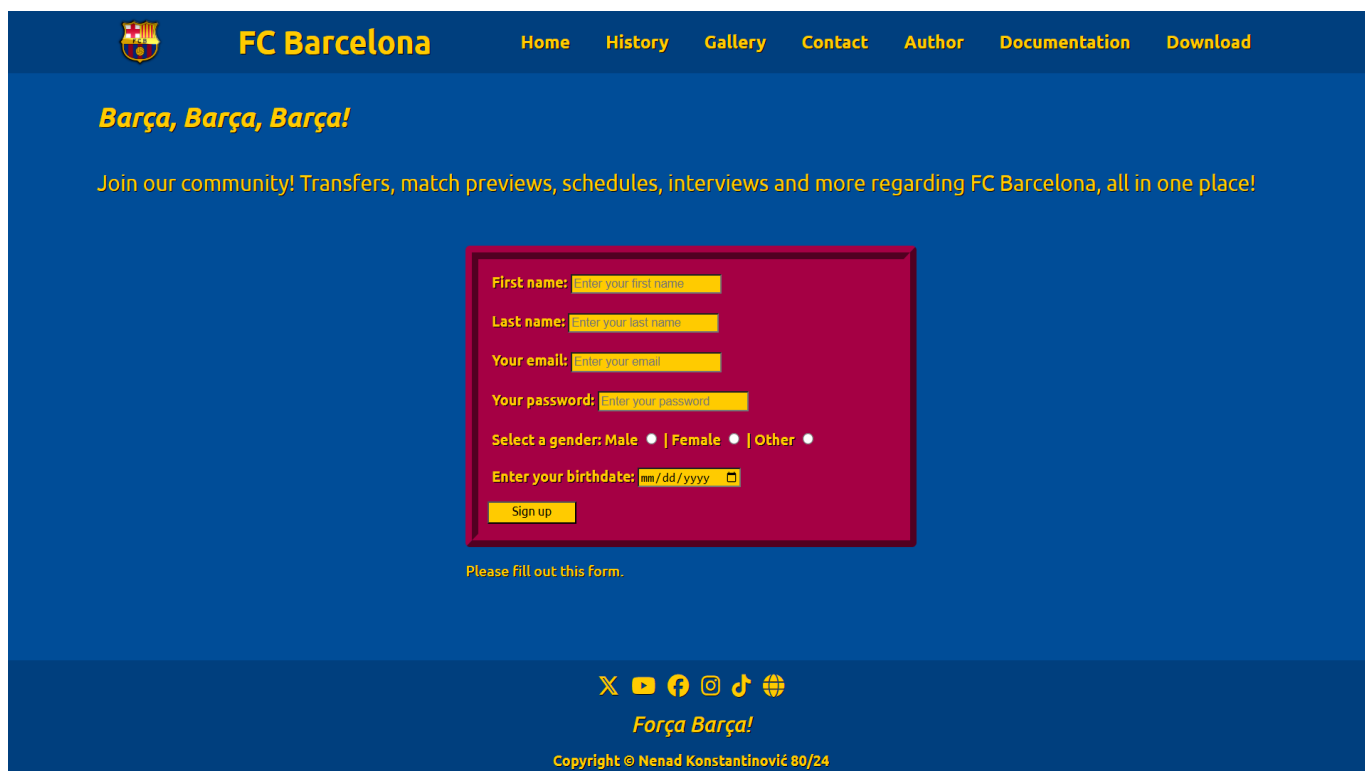 FC Barcelona Home History Gallery Contact Author Documentation Download
Barça, Barça, Barça!
Join our community! Transfers, match previews, schedules, interviews and more regarding FC Barcelona, all in one place!
First name: Enter your first name
Last name: Enter your last name
Your email: Enter your email
Your password: Enter your password
Select a gender: Male | Female | Other
Enter your birthdate: mm/dd/yyyy
Sign up
Please fill out this form.
Força Barça!
Copyright © Nenad Konstantinović 80/24